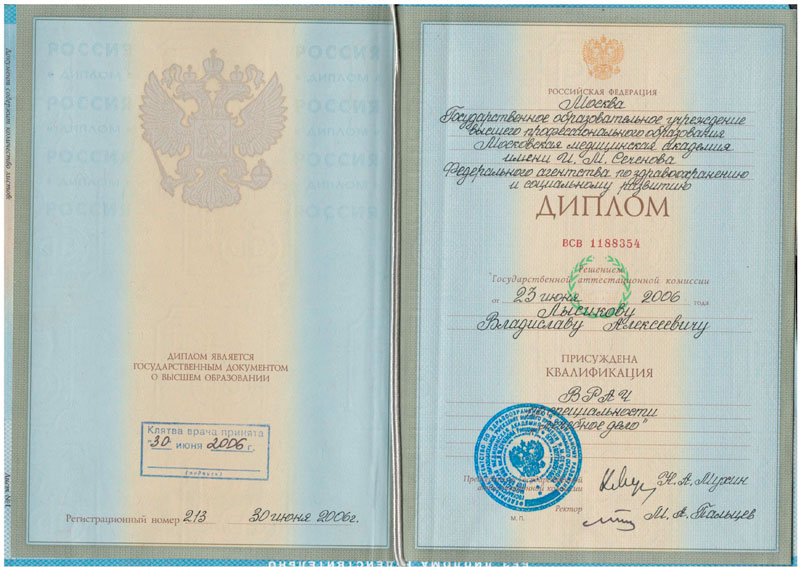 РОССИЯ
ДИПЛОМ
ДИПЛОМ ЯВЛЯЕТСЯ
ГОСУДАРСТВЕННЫМ ДОКУМЕНТОМ
О ВЫСШЕМ ОБРАЗОВАНИИ
Клятва врача принята
"30" июня 2006 г.
Регистрационный номер 213 30 июня 2006г.
РОССИЙСКАЯ ФЕДЕРАЦИЯ
Москва
Государственное образовательное учреждение
высшего профессионального образования
Московская медицинская академия
имени И. М. Сеченова
Федерального агентства по здравоохранению
и социальному развитию
ДИПЛОМ
ВСВ 1188354
Решением
Государственной аттестационной комиссии
от 23 июня 2006 года
Лысикову
Владиславу Алексеевичу
ПРИСУЖДЕНА
КВАЛИФИКАЦИЯ
ВРАЧ
специальности
"Лечебное дело"
Н. А. Мухин
Ректор
М. А. Пальцев
М. П.